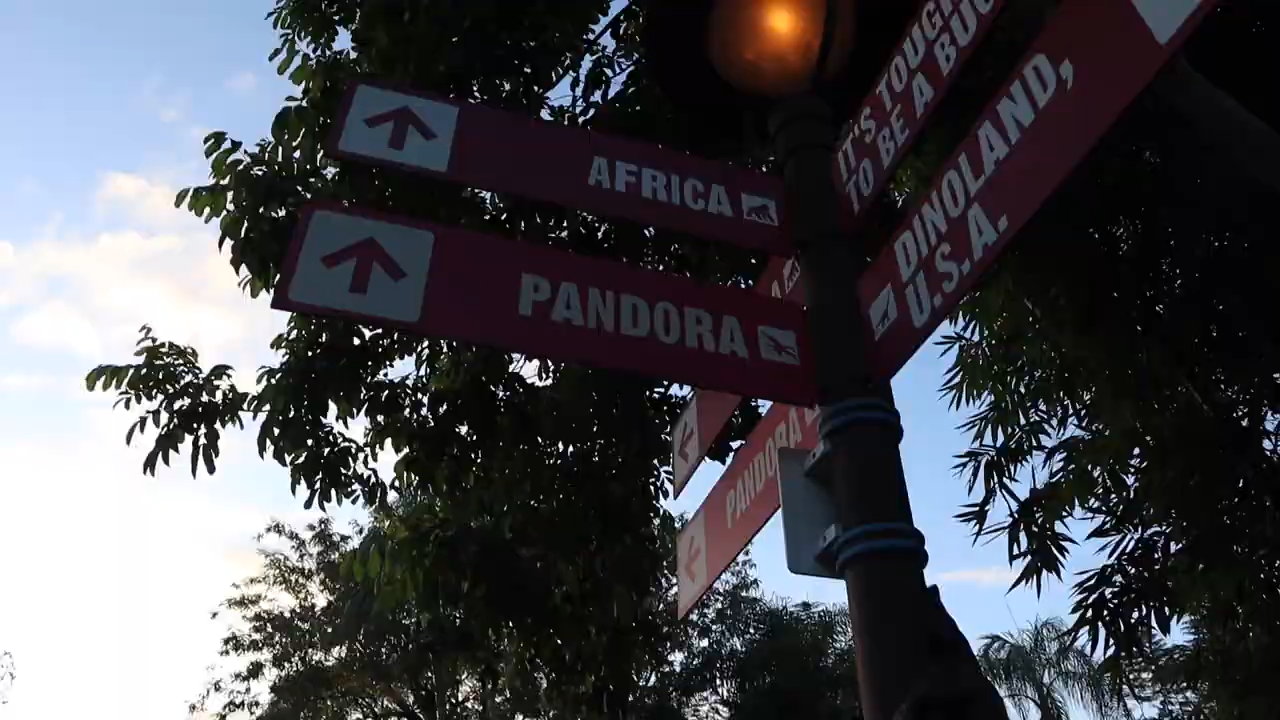 AFRICA
PANDORA
IT'S TOUGH
TO BE A BUG
DINOLAND,
U.S.A.
A
PANDORA